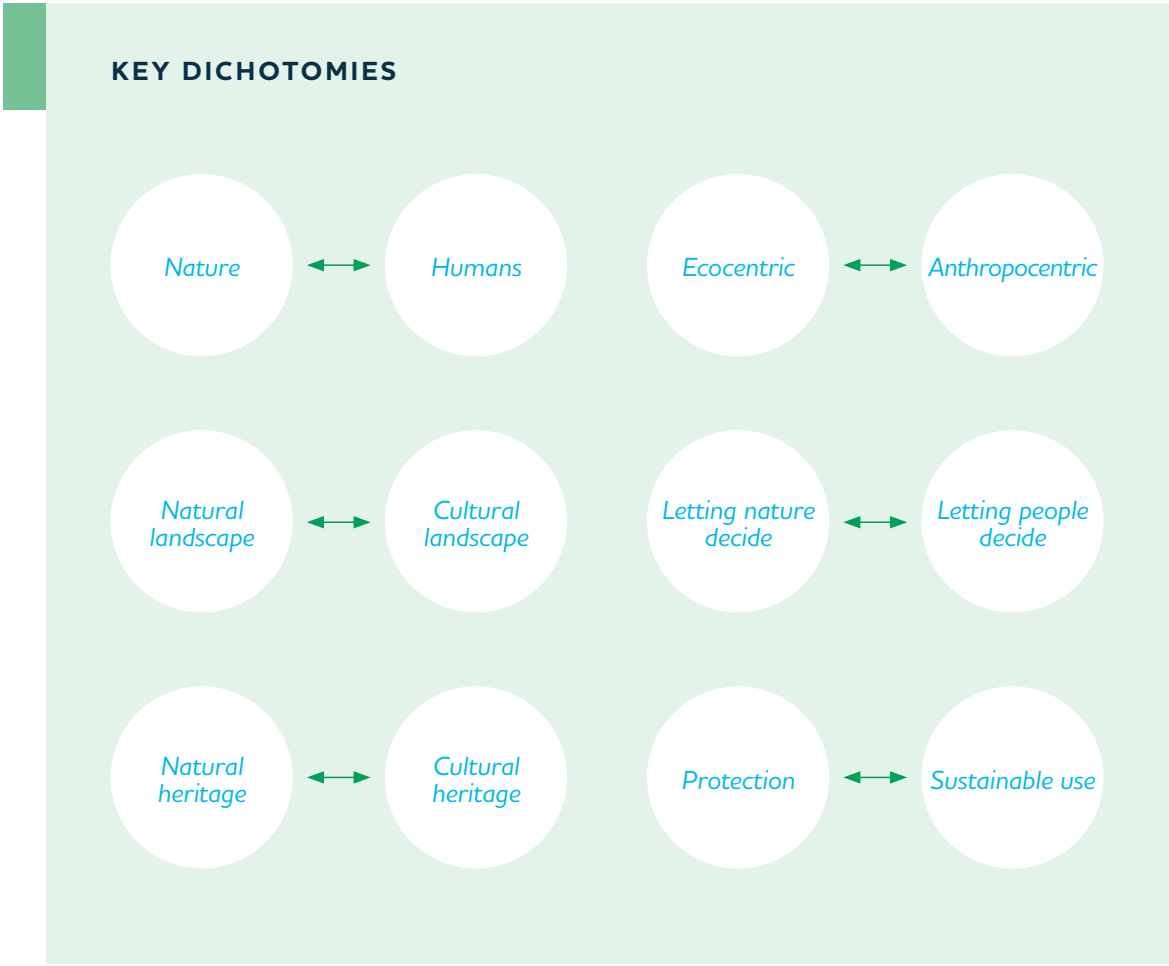 KEY DICHOTOMIES
Nature
Humans
Ecocentric
Anthropocentric
Natural
landscape
Cultural
landscape
Letting nature
decide
Letting people
decide
Natural
heritage
Cultural
heritage
Protection
Sustainable use